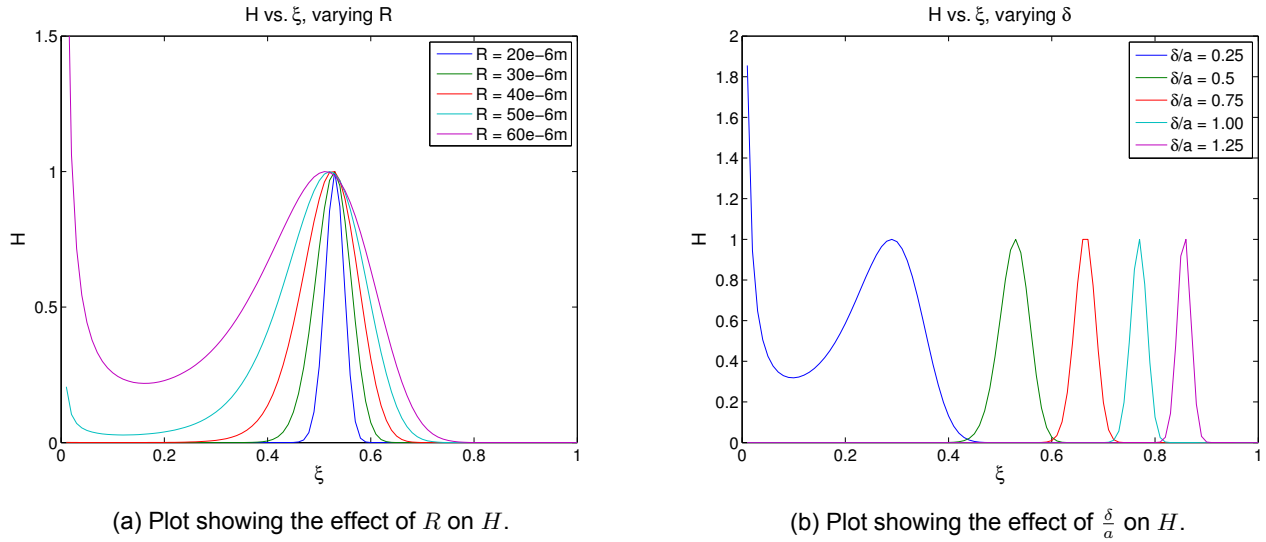 H vs. ξ, varying R
1.5
1
0.5
0
H
0
0.2
0.4
0.6
0.8
1
ξ
R = 20e−6m
R = 30e−6m
R = 40e−6m
R = 50e−6m
R = 60e−6m
(a) Plot showing the effect of R on H.
H vs. ξ, varying δ
2
1.8
1.6
1.4
1.2
1
0.8
0.6
0.4
0.2
0
H
0
0.2
0.4
0.6
0.8
1
ξ
δ/a = 0.25
δ/a = 0.5
δ/a = 0.75
δ/a = 1.00
δ/a = 1.25
(b) Plot showing the effect of δ/a on H.